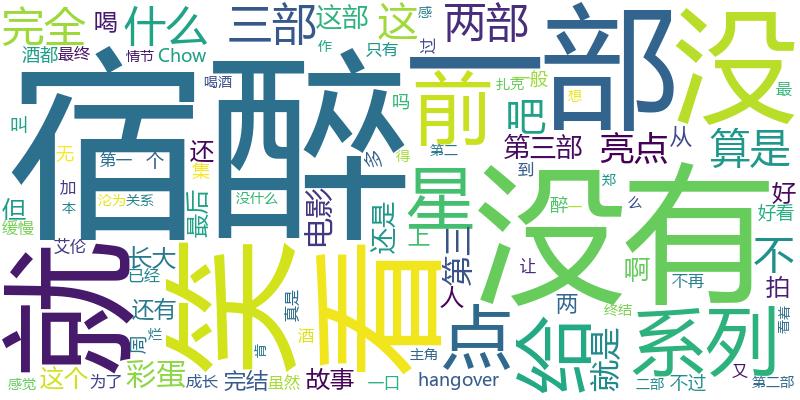 完全 什么 三部 这部 感 这 两部 一 部 没
酒都 最终 喝 情节 Chow 作 只有 过 扎克 一般 最
宿醉 喝酒 前 吗 吧 想
叫 无 第一 个 还 多 得 第二 第三部 亮点 从 算是
加 集 到 郑
本 沦为 关系 没什么 星 没有 醉一 么 好
但 最后 电影 还是 上 第三 好看
缓慢 艾伦 长大 啊 不
就 已经 笑 看 让 不再 拍
还有 真是 人 两 终结
周 烂 酒 点 给 就是 系列 看着
肯 主角 又
感觉 这个 为了 彩蛋 成长 完结 虽然 故事 一口 hangover 二部 不过 第二部